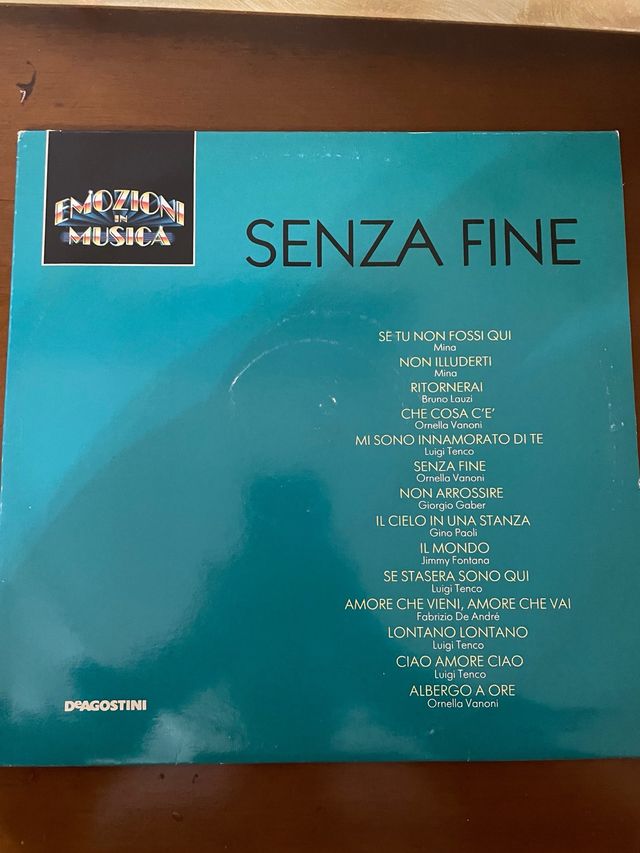 EMOZIONI
IN
MUSICA
SENZA FINE
SE TU NON FOSSI QUI
Mina
NON ILLUDERTI
Mina
RITORNERAI
Bruno Lauzi
CHE COSA C'E'
Ornella Vanoni
MI SONO INNAMORATO DI TE
Luigi Tenco
SENZA FINE
Ornella Vanoni
NON ARROSSIRE
Giorgio Gaber
IL CIELO IN UNA STANZA
Gino Paoli
IL MONDO
Jimmy Fontana
SE STASERA SONO QUI
Luigi Tenco
AMORE CHE VIENI, AMORE CHE VAI
Fabrizio De André
LONTANO LONTANO
Luigi Tenco
CIAO AMORE CIAO
Luigi Tenco
ALBERGO A ORE
Ornella Vanoni
DeAGOSTINI